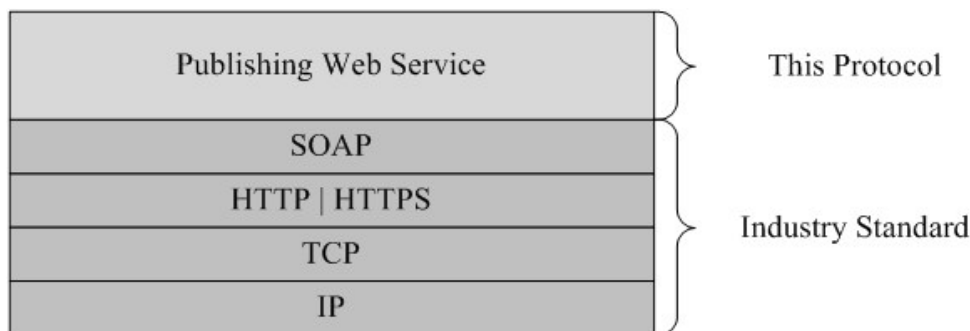 Publishing Web Service
This Protocol
SOAP
HTTP | HTTPS
Industry Standard
TCP
IP